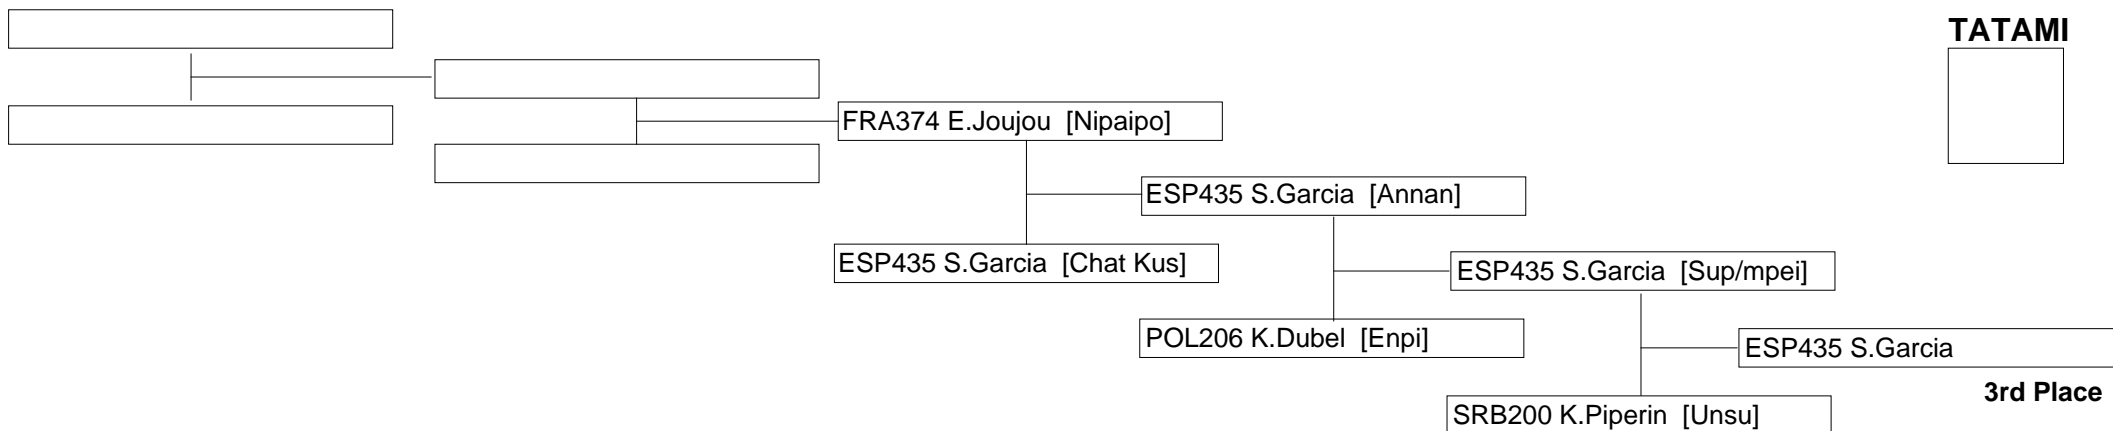 TATAMI
FRA374 E.Joujou [Nipaipo]
ESP435 S.Garcia [Annan]
ESP435 S.Garcia [Chat Kus]
ESP435 S.Garcia [Sup/mpei]
POL206 K.Dubel [Enpi]
ESP435 S.Garcia
3rd Place
SRB200 K.Piperin [Unsu]